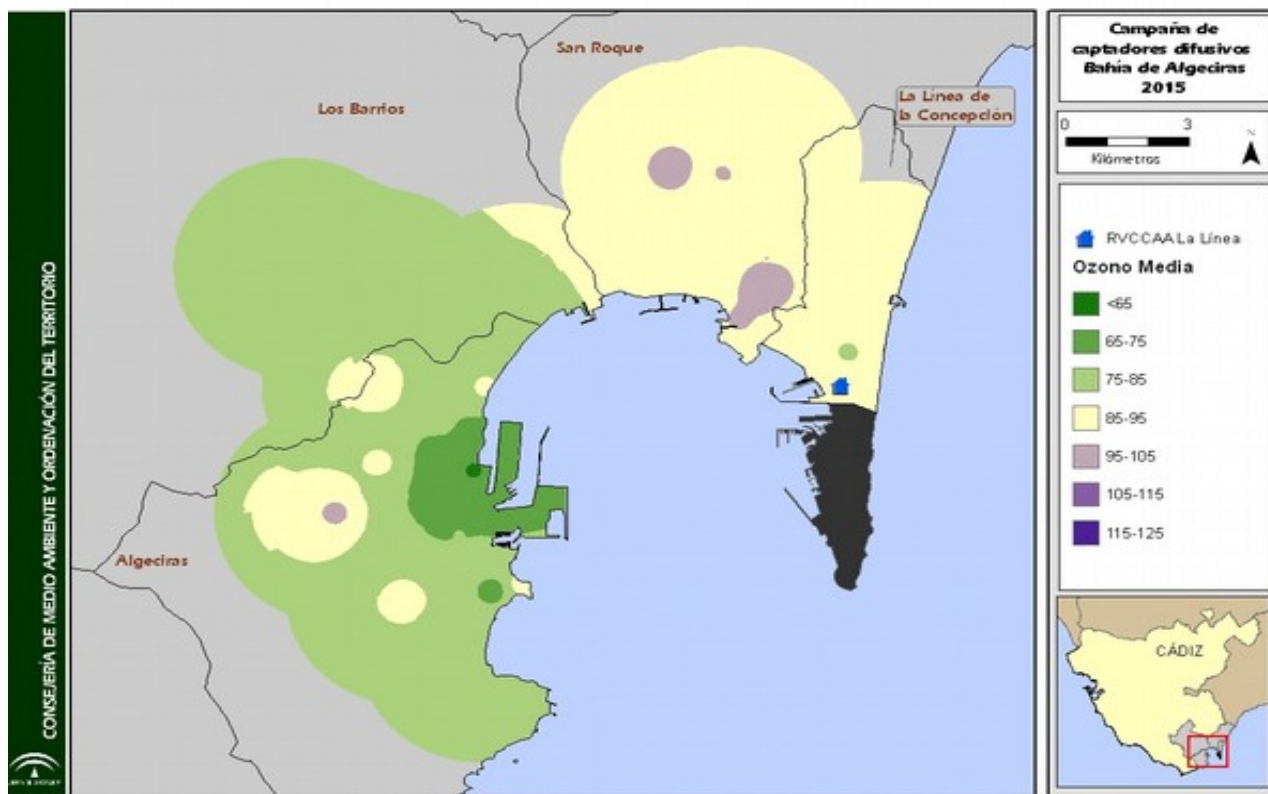 CONSEJERÍA DE MEDIO AMBIENTE Y ORDENACIÓN DEL TERRITORIO
San Roque
Los Barrios
La Línea de
la Concepción
Algeciras
Campaña de
captadores difusivos
Bahía de Algeciras
2015
0 3
Kilómetros
N
RVCCAA La Línea
Ozono Media
<65
65-75
75-85
85-95
95-105
105-115
115-125
CÁDIZ